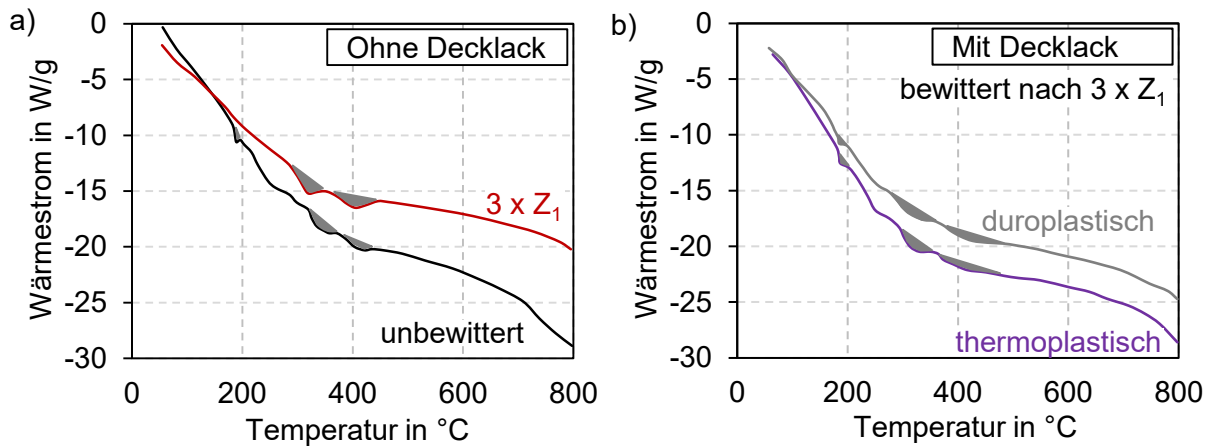 a)
Ohne Decklack
Wärmestrom in W/g
0
-5
-10
-15
-20
-25
-30
3 x Z₁
unbewittert
0 200 400 600 800
Temperatur in °C
b)
Mit Decklack
bewittert nach 3 x Z₁
Wärmestrom in W/g
0
-5
-10
-15
-20
-25
-30
duroplastisch
thermoplastisch
0 200 400 600 800
Temperatur in °C